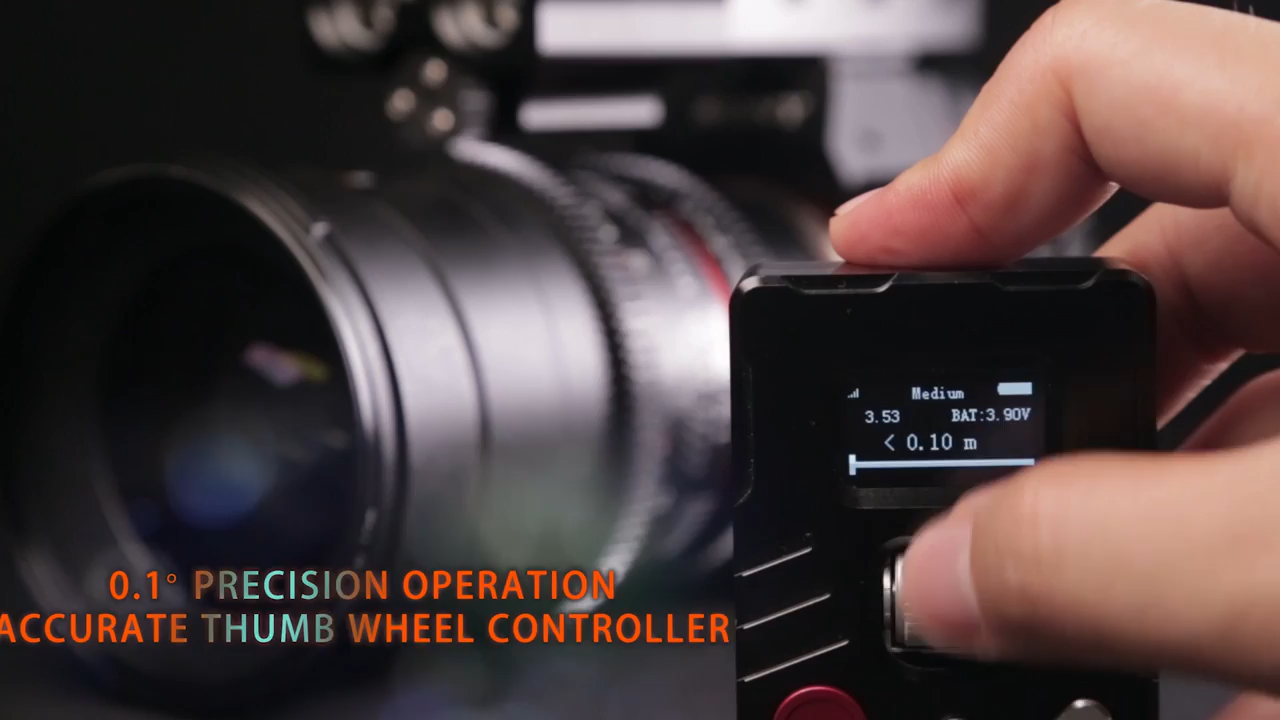 Medium
3.53 BAT:3.90V
< 0.10 m
0.1° PRECISION OPERATION
ACCURATE THUMB WHEEL CONTROLLER